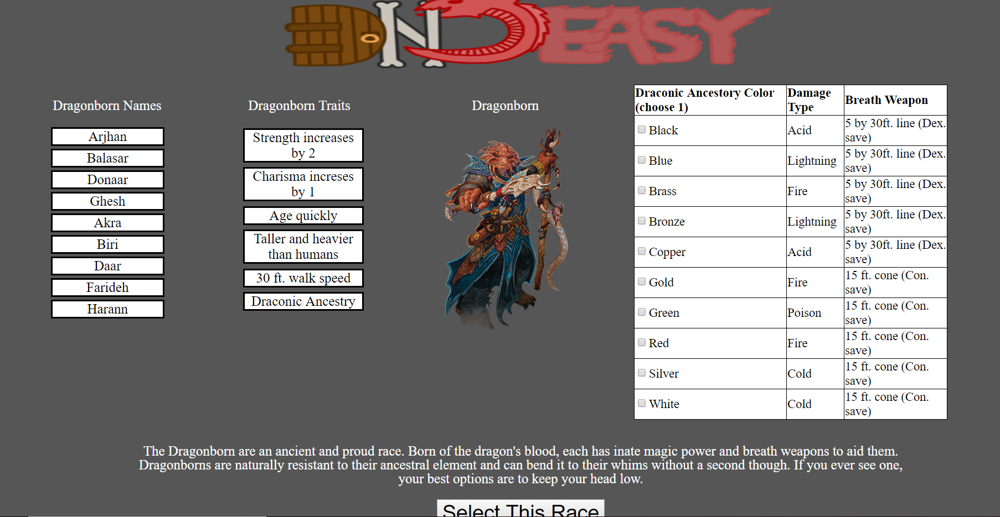 DND EASY
Dragonborn Names
Arjhan
Balasar
Donaar
Ghesh
Akra
Biri
Daar
Farideh
Harann
Dragonborn Traits
Strength increases
by 2
Charisma increses
by 1
Age quickly
Taller and heavier
than humans
30 ft. walk speed
Draconic Ancestry
Dragonborn
Draconic Ancestory Color
(choose 1)
Damage
Type
Breath Weapon
Black
Acid
5 by 30ft. line (Dex.
save)
Blue
Lightning
5 by 30ft. line (Dex.
save)
Brass
Fire
5 by 30ft. line (Dex.
save)
Bronze
Lightning
5 by 30ft. line (Dex.
save)
Copper
Acid
5 by 30ft. line (Dex.
save)
Gold
Fire
15 ft. cone (Con.
save)
Green
Poison
15 ft. cone (Con.
save)
Red
Fire
15 ft. cone (Con.
save)
Silver
Cold
15 ft. cone (Con.
save)
White
Cold
15 ft. cone (Con.
save)
The Dragonborn are an ancient and proud race. Born of the dragon's blood, each has inate magic power and breath weapons to aid them.
Dragonborns are naturally resistant to their ancestral element and can bend it to their whims without a second though. If you ever see one,
your best options are to keep your head low.
Select This Race